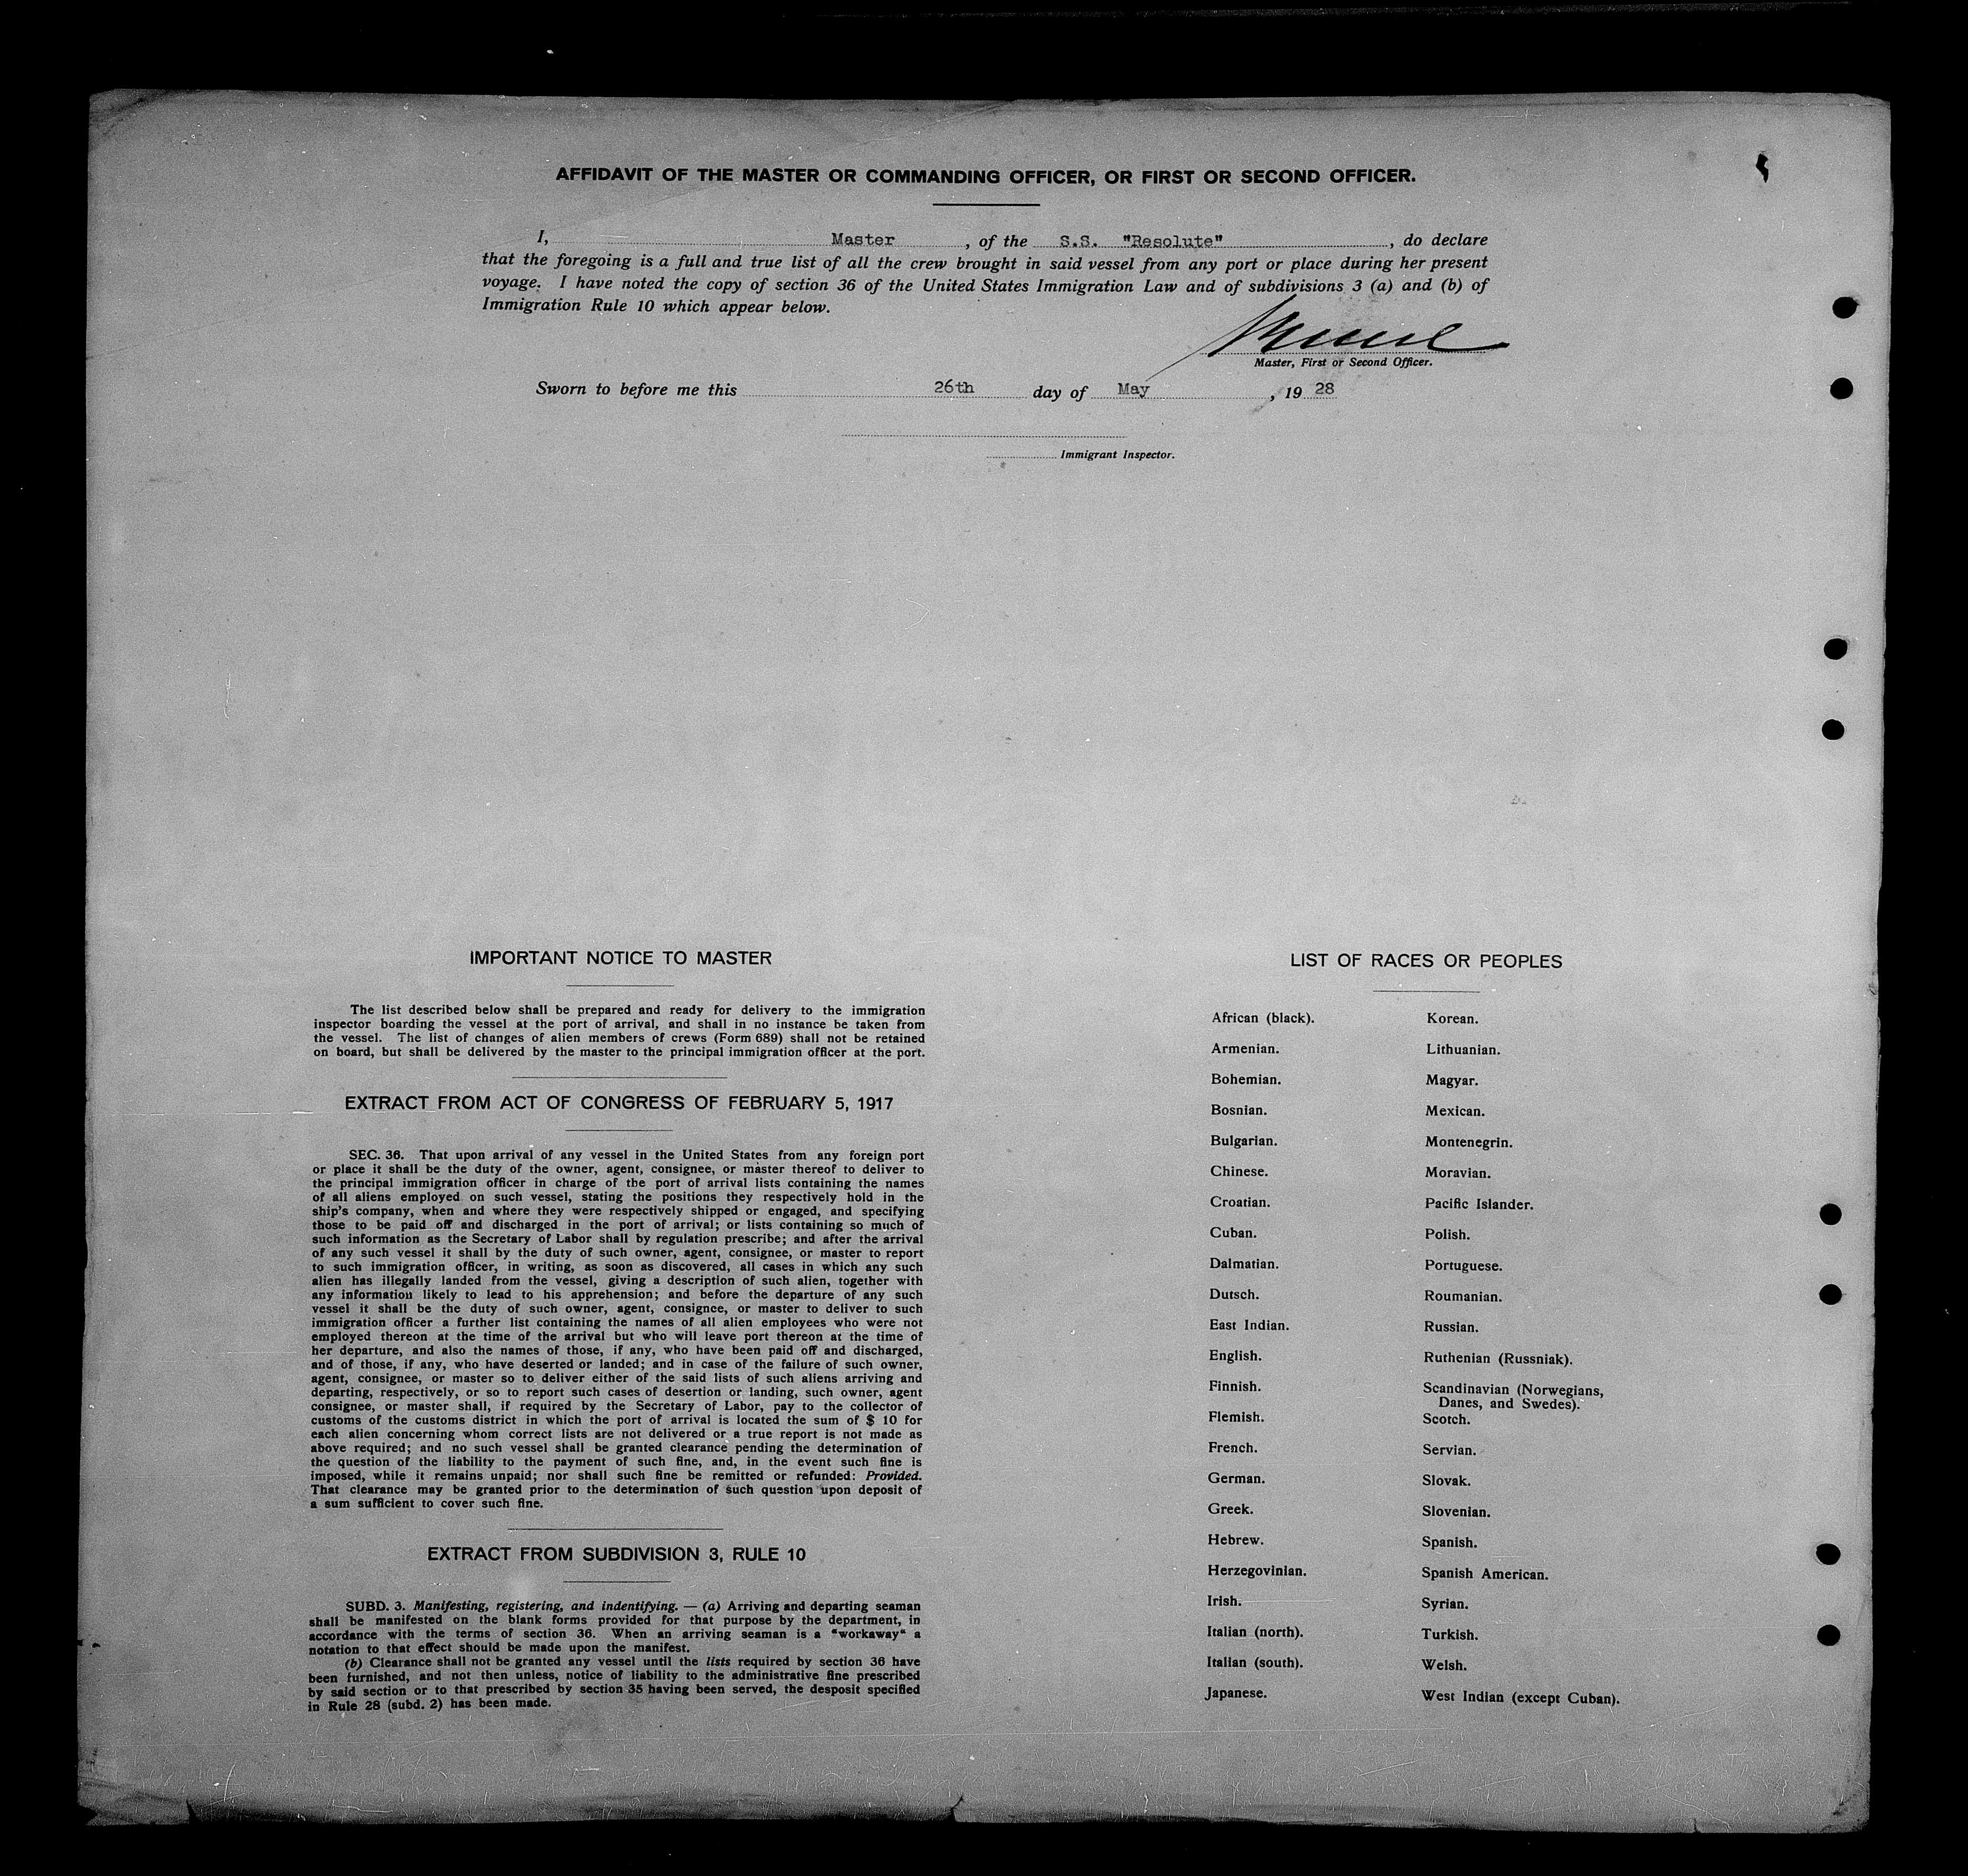 AFFIDAVIT OF THE MASTER OR COMMANDING OFFICER, OR FIRST OR SECOND OFFICER.
I, Master , of the S.S. "Resolute" , do declare
that the foregoing is a full and true list of all the crew brought in said vessel from any port or place during her present
voyage. I have noted the copy of section 36 of the United States Immigration Law and of subdivisions 3 (a) and (b) of
Immigration Rule 10 which appear below.
Master, First or Second Officer.
Sworn to before me this 26th day of May , 19 28
Immigrant Inspector.
IMPORTANT NOTICE TO MASTER
The list described below shall be prepared and ready for delivery to the immigration
inspector boarding the vessel at the port of arrival, and shall in no instance be taken from
the vessel. The list of changes of alien members of crews (Form 689) shall not be retained
on board, but shall be delivered by the master to the principal immigration officer at the port.
EXTRACT FROM ACT OF CONGRESS OF FEBRUARY 5, 1917
SEC. 36. That upon arrival of any vessel in the United States from any foreign port
or place it shall be the duty of the owner, agent, consignee, or master thereof to deliver to
the principal immigration officer in charge of the port of arrival lists containing the names
of all aliens employed on such vessel, stating the positions they respectively hold in the
ship's company, when and where they were respectively shipped or engaged, and specifying
those to be paid off and discharged in the port of arrival; or lists containing so much of
such information as the Secretary of Labor shall by regulation prescribe; and after the arrival
of any such vessel it shall by the duty of such owner, agent, consignee, or master to report
to such immigration officer, in writing, as soon as discovered, all cases in which any such
alien has illegally landed from the vessel, giving a description of such alien, together with
any information likely to lead to his apprehension; and before the departure of any such
vessel it shall be the duty of such owner, agent, consignee, or master to deliver to such
immigration officer a further list containing the names of all alien employees who were not
employed thereon at the time of the arrival but who will leave port thereon at the time of
her departure, and also the names of those, if any, who have been paid off and discharged,
and of those, if any, who have deserted or landed; and in case of the failure of such owner,
agent, consignee, or master so to deliver either of the said lists of such aliens arriving and
departing, respectively, or so to report such cases of desertion or landing, such owner, agent
consignee, or master shall, if required by the Secretary of Labor, pay to the collector of
customs of the customs district in which the port of arrival is located the sum of $ 10 for
each alien concerning whom correct lists are not delivered or a true report is not made as
above required; and no such vessel shall be granted clearance pending the determination of
the question of the liability to the payment of such fine, and, in the event such fine is
imposed, while it remains unpaid; nor shall such fine be remitted or refunded: Provided.
That clearance may be granted prior to the determination of such question upon deposit of
a sum sufficient to cover such fine.
EXTRACT FROM SUBDIVISION 3, RULE 10
SUBD. 3. Manifesting, registering, and indentifying. — (a) Arriving and departing seaman
shall be manifested on the blank forms provided for that purpose by the department, in
accordance with the terms of section 36. When an arriving seaman is a "workaway" a
notation to that effect should be made upon the manifest.
(b) Clearance shall not be granted any vessel until the lists required by section 36 have
been furnished, and not then unless, notice of liability to the administrative fine prescribed
by said section or to that prescribed by section 35 having been served, the desposit specified
in Rule 28 (subd. 2) has been made.
LIST OF RACES OR PEOPLES
African (black).
Armenian.
Bohemian.
Bosnian.
Bulgarian.
Chinese.
Croatian.
Cuban.
Dalmatian.
Dutsch.
East Indian.
English.
Finnish.
Flemish.
French.
German.
Greek.
Hebrew.
Herzegovinian.
Irish.
Italian (north).
Italian (south).
Japanese.
Korean.
Lithuanian.
Magyar.
Mexican.
Montenegrin.
Moravian.
Pacific Islander.
Polish.
Portuguese.
Roumanian.
Russian.
Ruthenian (Russniak).
Scandinavian (Norwegians,
Danes, and Swedes).
Scotch.
Servian.
Slovak.
Slovenian.
Spanish.
Spanish American.
Syrian.
Turkish.
Welsh.
West Indian (except Cuban).